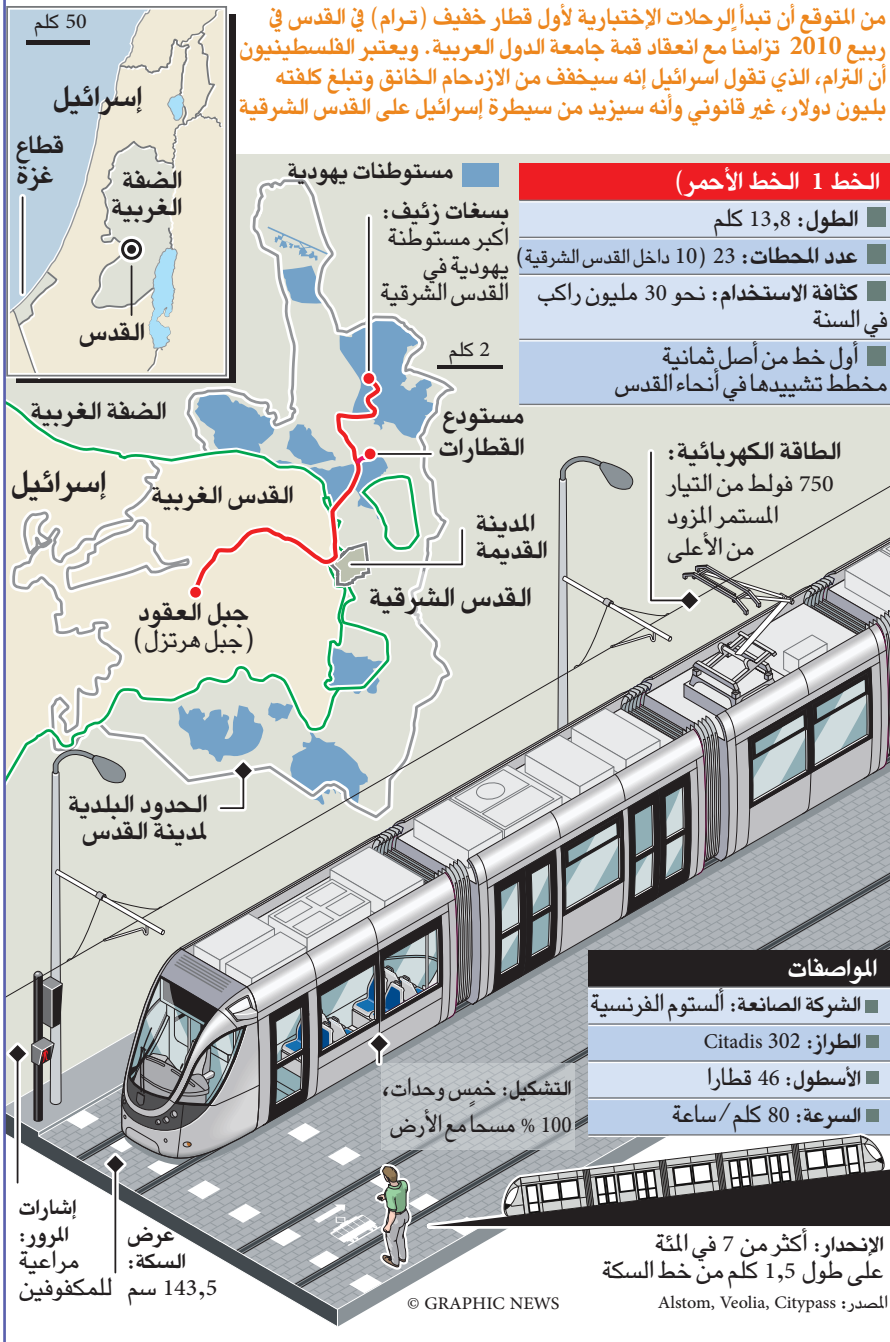 من المتوقع أن تبدأ الرحلات الإختبارية لأول قطار خفيف (ترام) في القدس في
ربيع 2010 تزامنا مع انعقاد قمة جامعة الدول العربية. ويعتبر الفلسطينيون
أن الترام، الذي تقول اسرائيل إنه سيخفف من الازدحام الخانق وتبلغ كلفته
بليون دولار، غير قانوني وأنه سيزيد من سيطرة إسرائيل على القدس الشرقية
50 كلم
إسرائيل
قطاع
غزة
الضفة
الغربية
القدس
مستوطنات يهودية
بسغات زئيف:
اكبر مستوطنة
يهودية في
القدس الشرقية
2 كلم
الخط 1 الخط الأحمر)
الطول: 13,8 كلم
عدد المحطات: 23 (10 داخل القدس الشرقية)
كثافة الاستخدام: نحو 30 مليون راكب
في السنة
أول خط من أصل ثمانية
مخطط تشييدها في أنحاء القدس
الضفة الغربية
مستودع
القطارات
إسرائيل
القدس الغربية
المدينة
القديمة
القدس الشرقية
جبل العقود
(جبل هرتزل)
الحدود البلدية
لمدينة القدس
الطاقة الكهربائية:
750 فولط من التيار
المستمر المزود
من الأعلى
المواصفات
الشركة الصانعة: ألستوم الفرنسية
الطراز: Citadis 302
الأسطول: 46 قطارا
السرعة: 80 كلم/ساعة
التشكيل: خمس وحدات،
100 % مسحاً مع الأرض
إشارات
المرور:
مراعية
للمكفوفين
عرض
السكة:
143,5 سم
الإنحدار: أكثر من 7 في المئة
على طول 1,5 كلم من خط السكة
المصدر: Alstom, Veolia, Citypass
© GRAPHIC NEWS